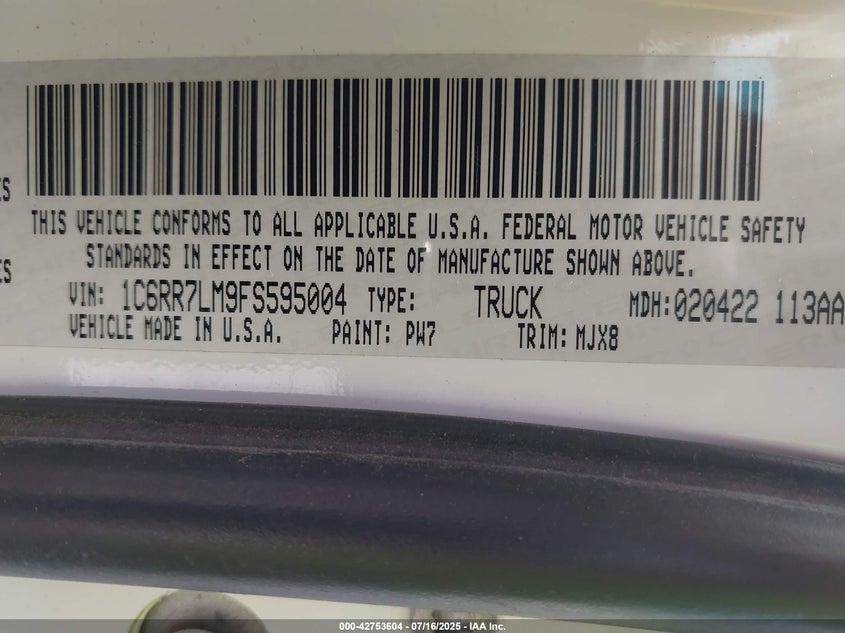 ES
THIS VEHICLE CONFORMS TO ALL APPLICABLE U.S.A. FEDERAL MOTOR VEHICLE SAFETY
STANDARDS IN EFFECT ON THE DATE OF MANUFACTURE SHOWN ABOVE.
ES
VIN: 1C6RR7LM9FS595004 TYPE: TRUCK MDH:020422 113AA
VEHICLE MADE IN U.S.A. PAINT: PW7 TRIM: MJX8
000-42753604 - 07/16/2025 - IAA Inc.